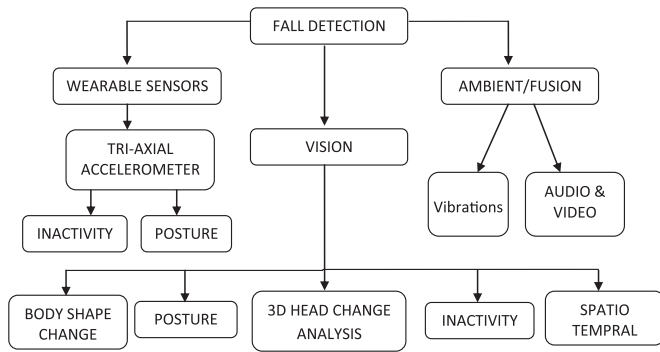 FALL DETECTION
WEARABLE SENSORS
AMBIENT/FUSION
TRI-AXIAL
ACCELEROMETER
VISION
Vibrations
AUDIO &
VIDEO
INACTIVITY
POSTURE
BODY SHAPE
CHANGE
POSTURE
3D HEAD CHANGE
ANALYSIS
INACTIVITY
SPATIO
TEMPRAL